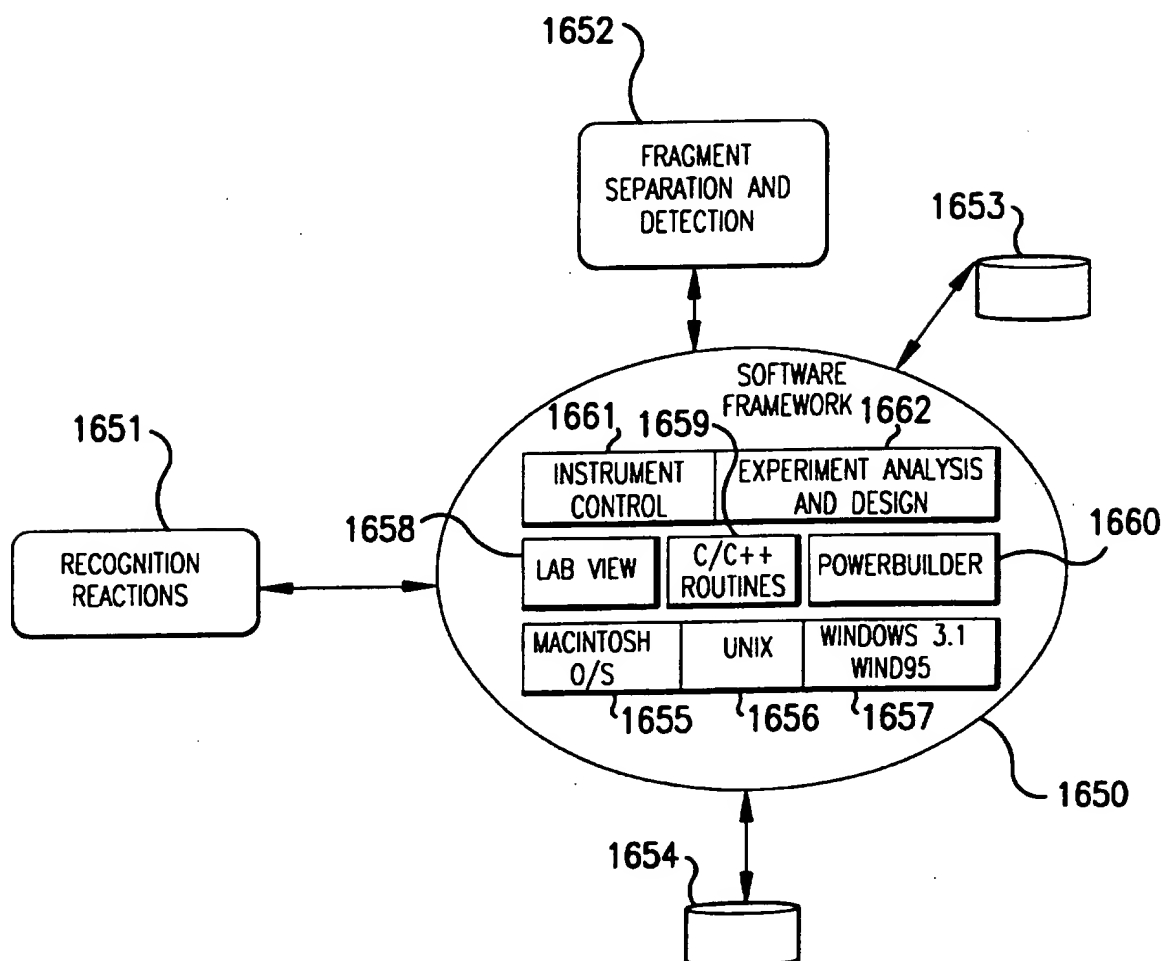 1652
FRAGMENT
SEPARATION AND
DETECTION
1653
SOFTWARE
FRAMEWORK
1661
1659
1662
1651
INSTRUMENT
CONTROL
EXPERIMENT ANALYSIS
AND DESIGN
1658
1660
RECOGNITION
REACTIONS
LAB VIEW
C/C++
ROUTINES
POWERBUILDER
MACINTOSH
O/S
UNIX
WINDOWS 3.1
WIND95
1655
1656
1657
1650
1654